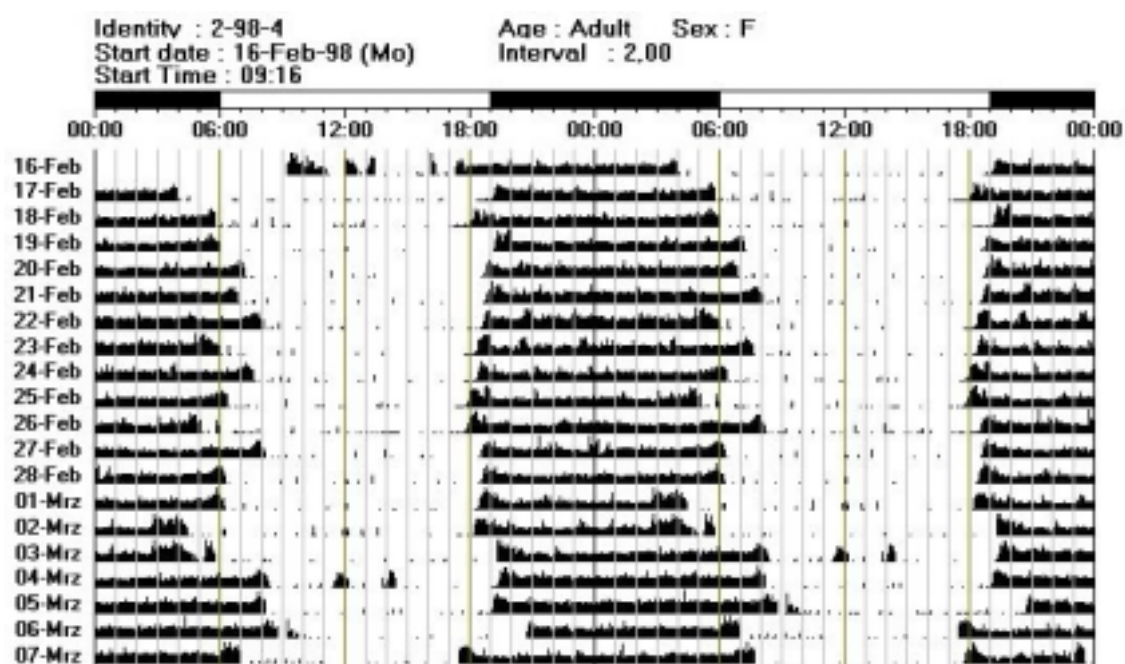 Identity : 2-98-4 Age : Adult Sex : F
Start date : 16-Feb-98 (Mo) Interval : 2,00
Start Time : 09:16
00:00 06:00 12:00 18:00 00:00 06:00 12:00 18:00 00:00
16-Feb
17-Feb
18-Feb
19-Feb
20-Feb
21-Feb
22-Feb
23-Feb
24-Feb
25-Feb
26-Feb
27-Feb
28-Feb
01-Mrz
02-Mrz
03-Mrz
04-Mrz
05-Mrz
06-Mrz
07-Mrz